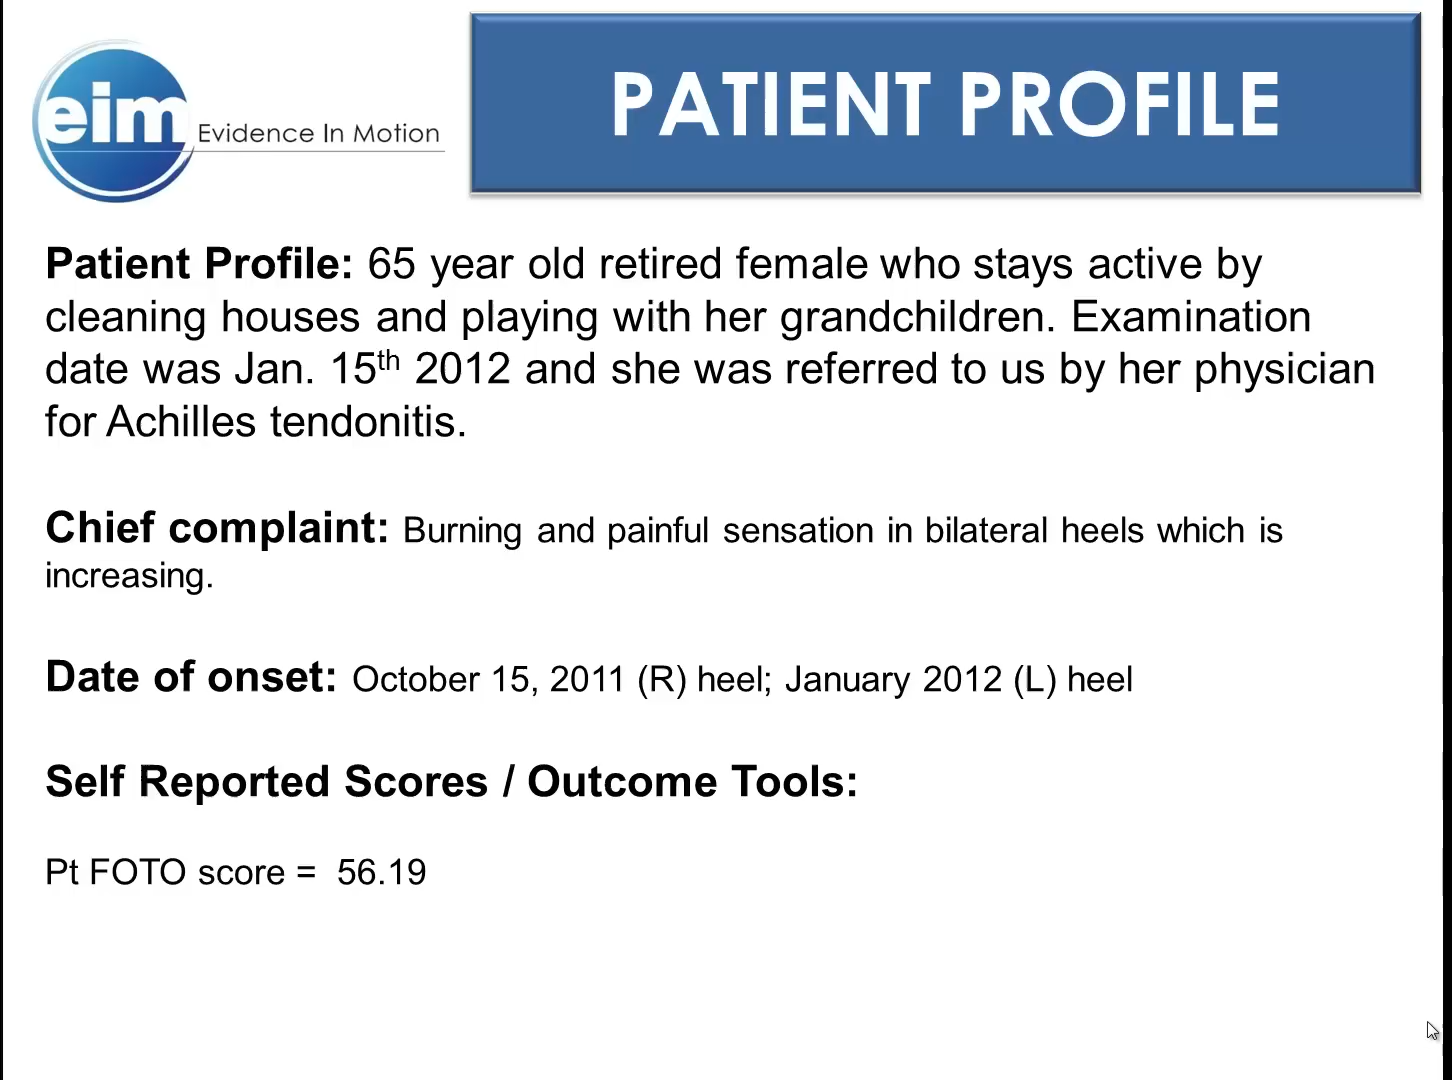 eim Evidence In Motion
PATIENT PROFILE
Patient Profile: 65 year old retired female who stays active by
cleaning houses and playing with her grandchildren. Examination
date was Jan. 15th 2012 and she was referred to us by her physician
for Achilles tendonitis.
Chief complaint: Burning and painful sensation in bilateral heels which is
increasing.
Date of onset: October 15, 2011 (R) heel; January 2012 (L) heel
Self Reported Scores / Outcome Tools:
Pt FOTO score = 56.19